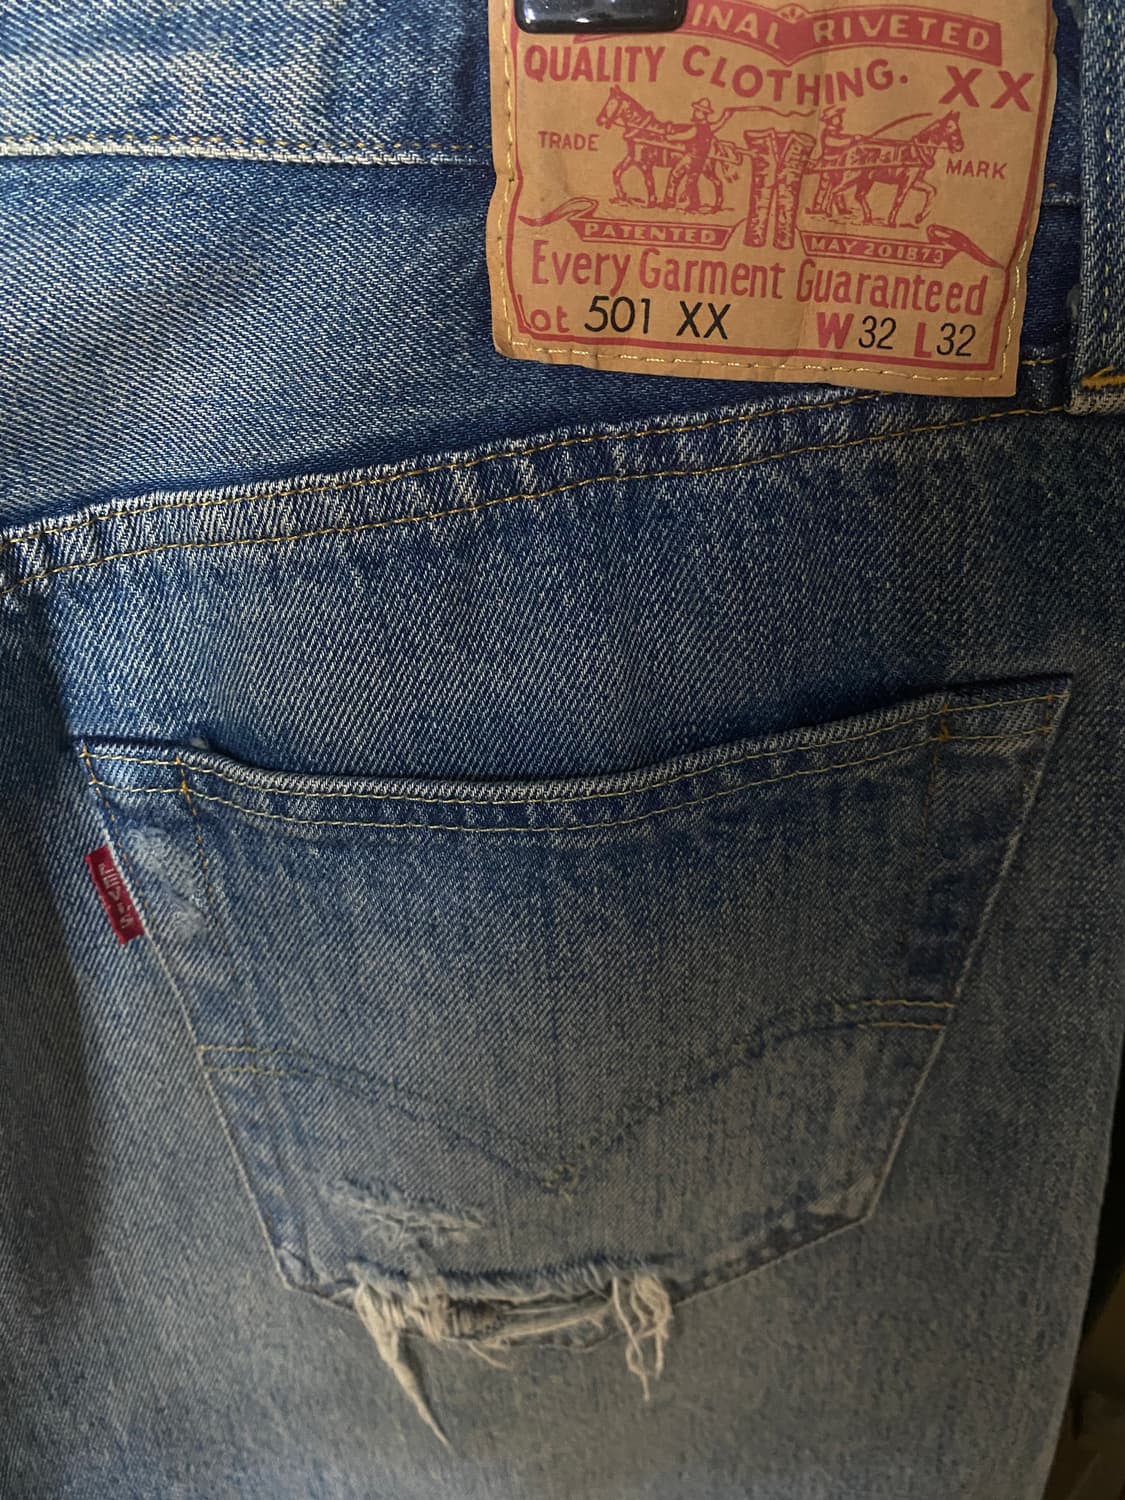 RIVETED
QUALITY CLOTHING. XX
TRADE MARK
PATENTED MAY 20 1873
Every Garment Guaranteed
Lot 501 XX W 32 L 32
LEVI'S